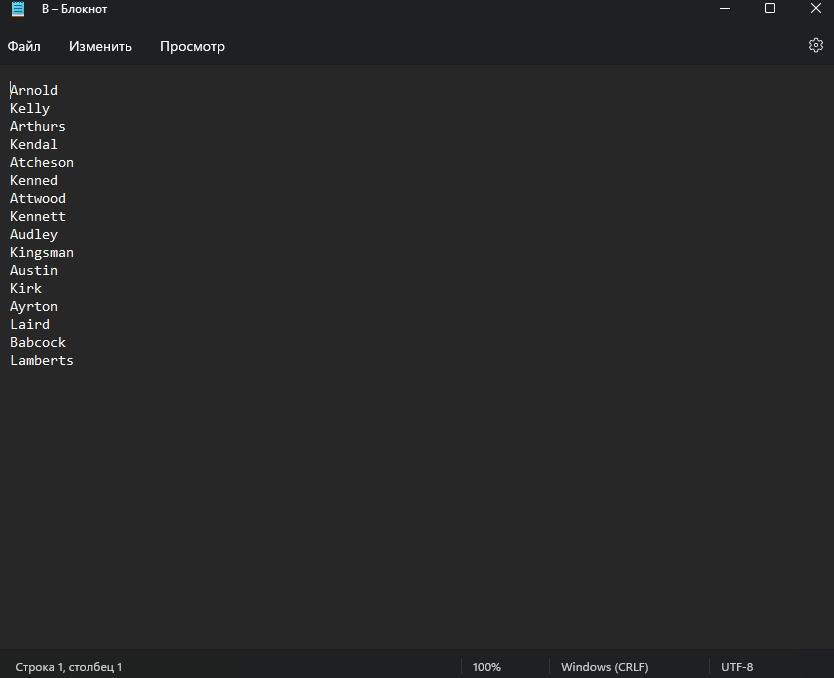 B – Блокнот
Файл Изменить Просмотр
Arnold
Kelly
Arthurs
Kendal
Atcheson
Kenned
Attwood
Kennett
Audley
Kingsman
Austin
Kirk
Ayrton
Laird
Babcock
Lamberts
Строка 1, столбец 1 100% Windows (CRLF) UTF-8